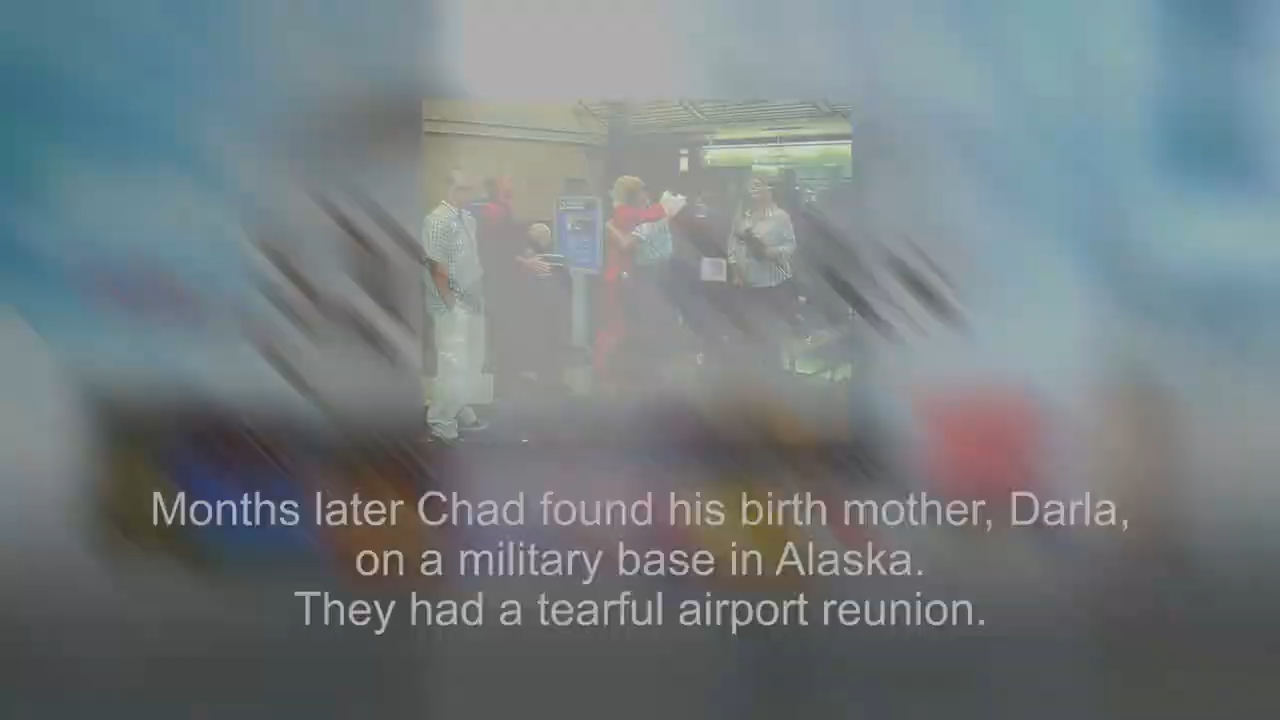 Months later Chad found his birth mother, Darla,
on a military base in Alaska.
They had a tearful airport reunion.